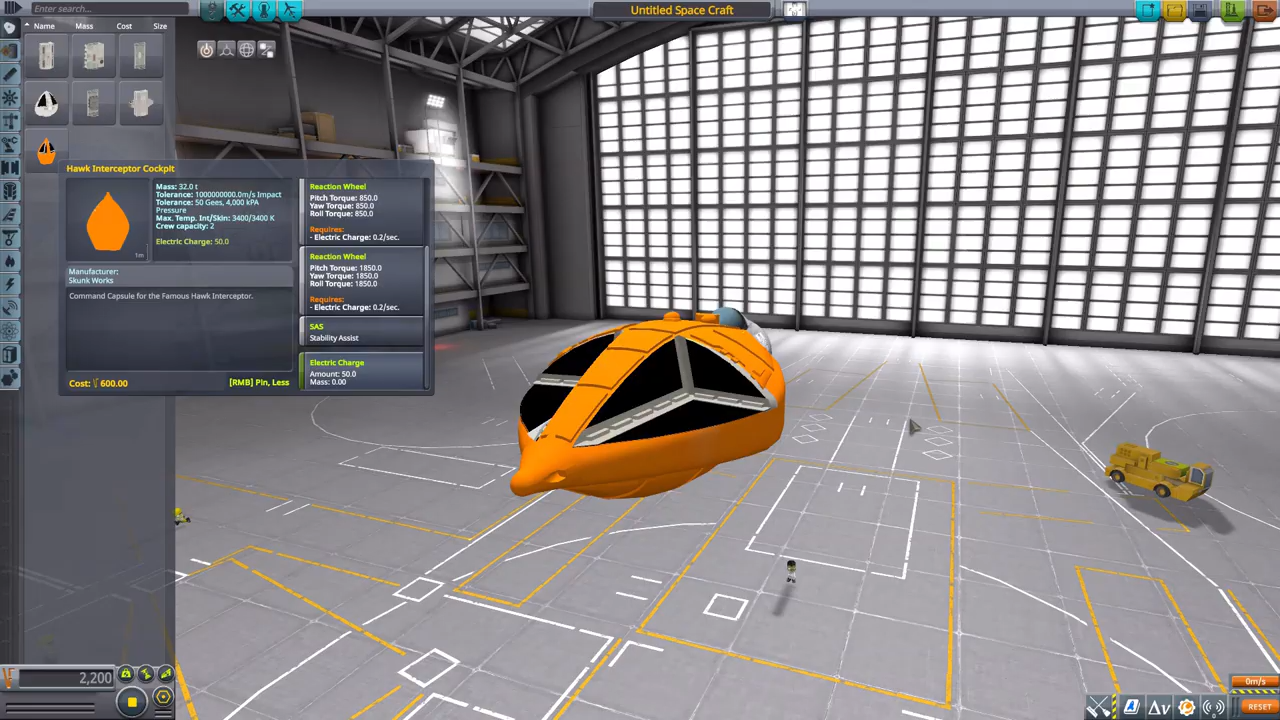 Enter search...
Untitled Space Craft
Name Mass Cost Size
Hawk Interceptor Cockpit
Mass: 32.0 t
Tolerance: 1000000000.0m/s Impact
Tolerance: 50 Gees, 4,000 kPa
Pressure
Max. Temp. Int/Skin: 3400/3400 K
Crew capacity: 2
Electric Charge: 50.0
1m
Manufacturer:
Skunk Works
Command Capsule for the Famous Hawk Interceptor.
Cost: 600.00
[RMB] Pin, Less
Reaction Wheel
Pitch Torque: 850.0
Yaw Torque: 850.0
Roll Torque: 850.0
Requires:
- Electric Charge: 0.2/sec.
Reaction Wheel
Pitch Torque: 1850.0
Yaw Torque: 1850.0
Roll Torque: 1850.0
Requires:
- Electric Charge: 0.2/sec.
SAS
Stability Assist
Electric Charge
Amount: 50.0
Mass: 0.00
2,200
0m/s
Δv
RESET